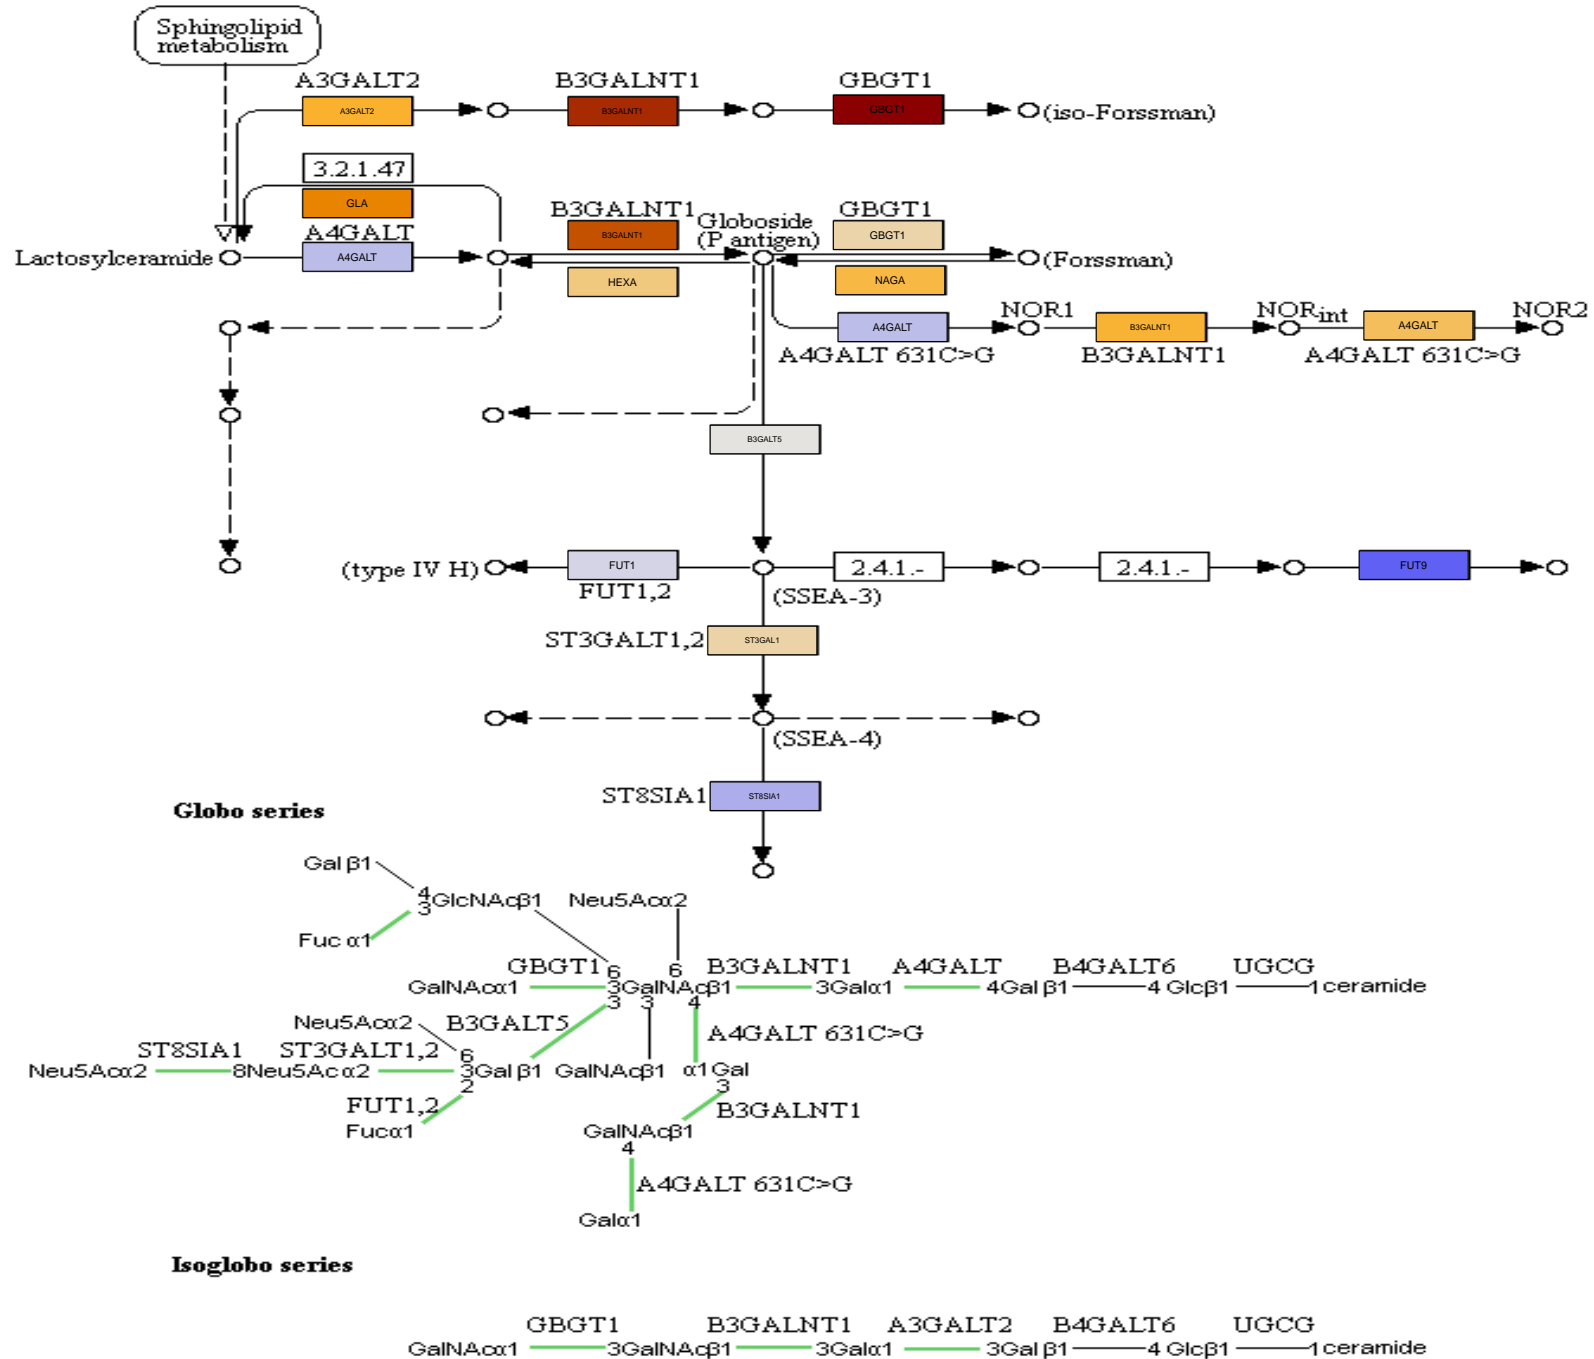 Sphingolipid
metabolism
A3GALT2 B3GALNT1 GBGT1
A3GALT2 B3GALNT1 GBGT1 (iso-Forssman)
3.2.1.47
GLA
B3GALNT1 Globoside GBGT1
A4GALT B3GALNT1 (P antigen) GBGT1
Lactosylceramide A4GALT (Forssman)
HEXA NAGA
NOR1 NORint NOR2
A4GALT B3GALNT1 A4GALT
A4GALT 631C>G B3GALNT1 A4GALT 631C>G
B3GALT5
(type IV H) FUT1 2.4.1.- 2.4.1.- FUT9
FUT1,2 (SSEA-3)
ST3GALT1,2 ST3GAL1
(SSEA-4)
ST8SIA1 ST8SIA1
Globo series
Gal β1
4
3GlcNAcβ1 Neu5Acα2
Fuc α1
GBGT1 6 6 B3GALNT1 A4GALT B4GALT6 UGCG
GalNAcα1 3GalNAcβ1 3Galα1 4Gal β1 4 Glcβ1 1ceramide
3 3 4
Neu5Acα2 B3GALT5 A4GALT 631C>G
ST8SIA1 ST3GALT1,2 6
Neu5Acα2 8Neu5Ac α2 3Gal β1 GalNAcβ1 α1 Gal
2 3
FUT1,2 B3GALNT1
Fucα1 GalNAcβ1
4
A4GALT 631C>G
Galα1
Isoglobo series
GBGT1 B3GALNT1 A3GALT2 B4GALT6 UGCG
GalNAcα1 3GalNAcβ1 3Galα1 3Gal β1 4 Glcβ1 1ceramide